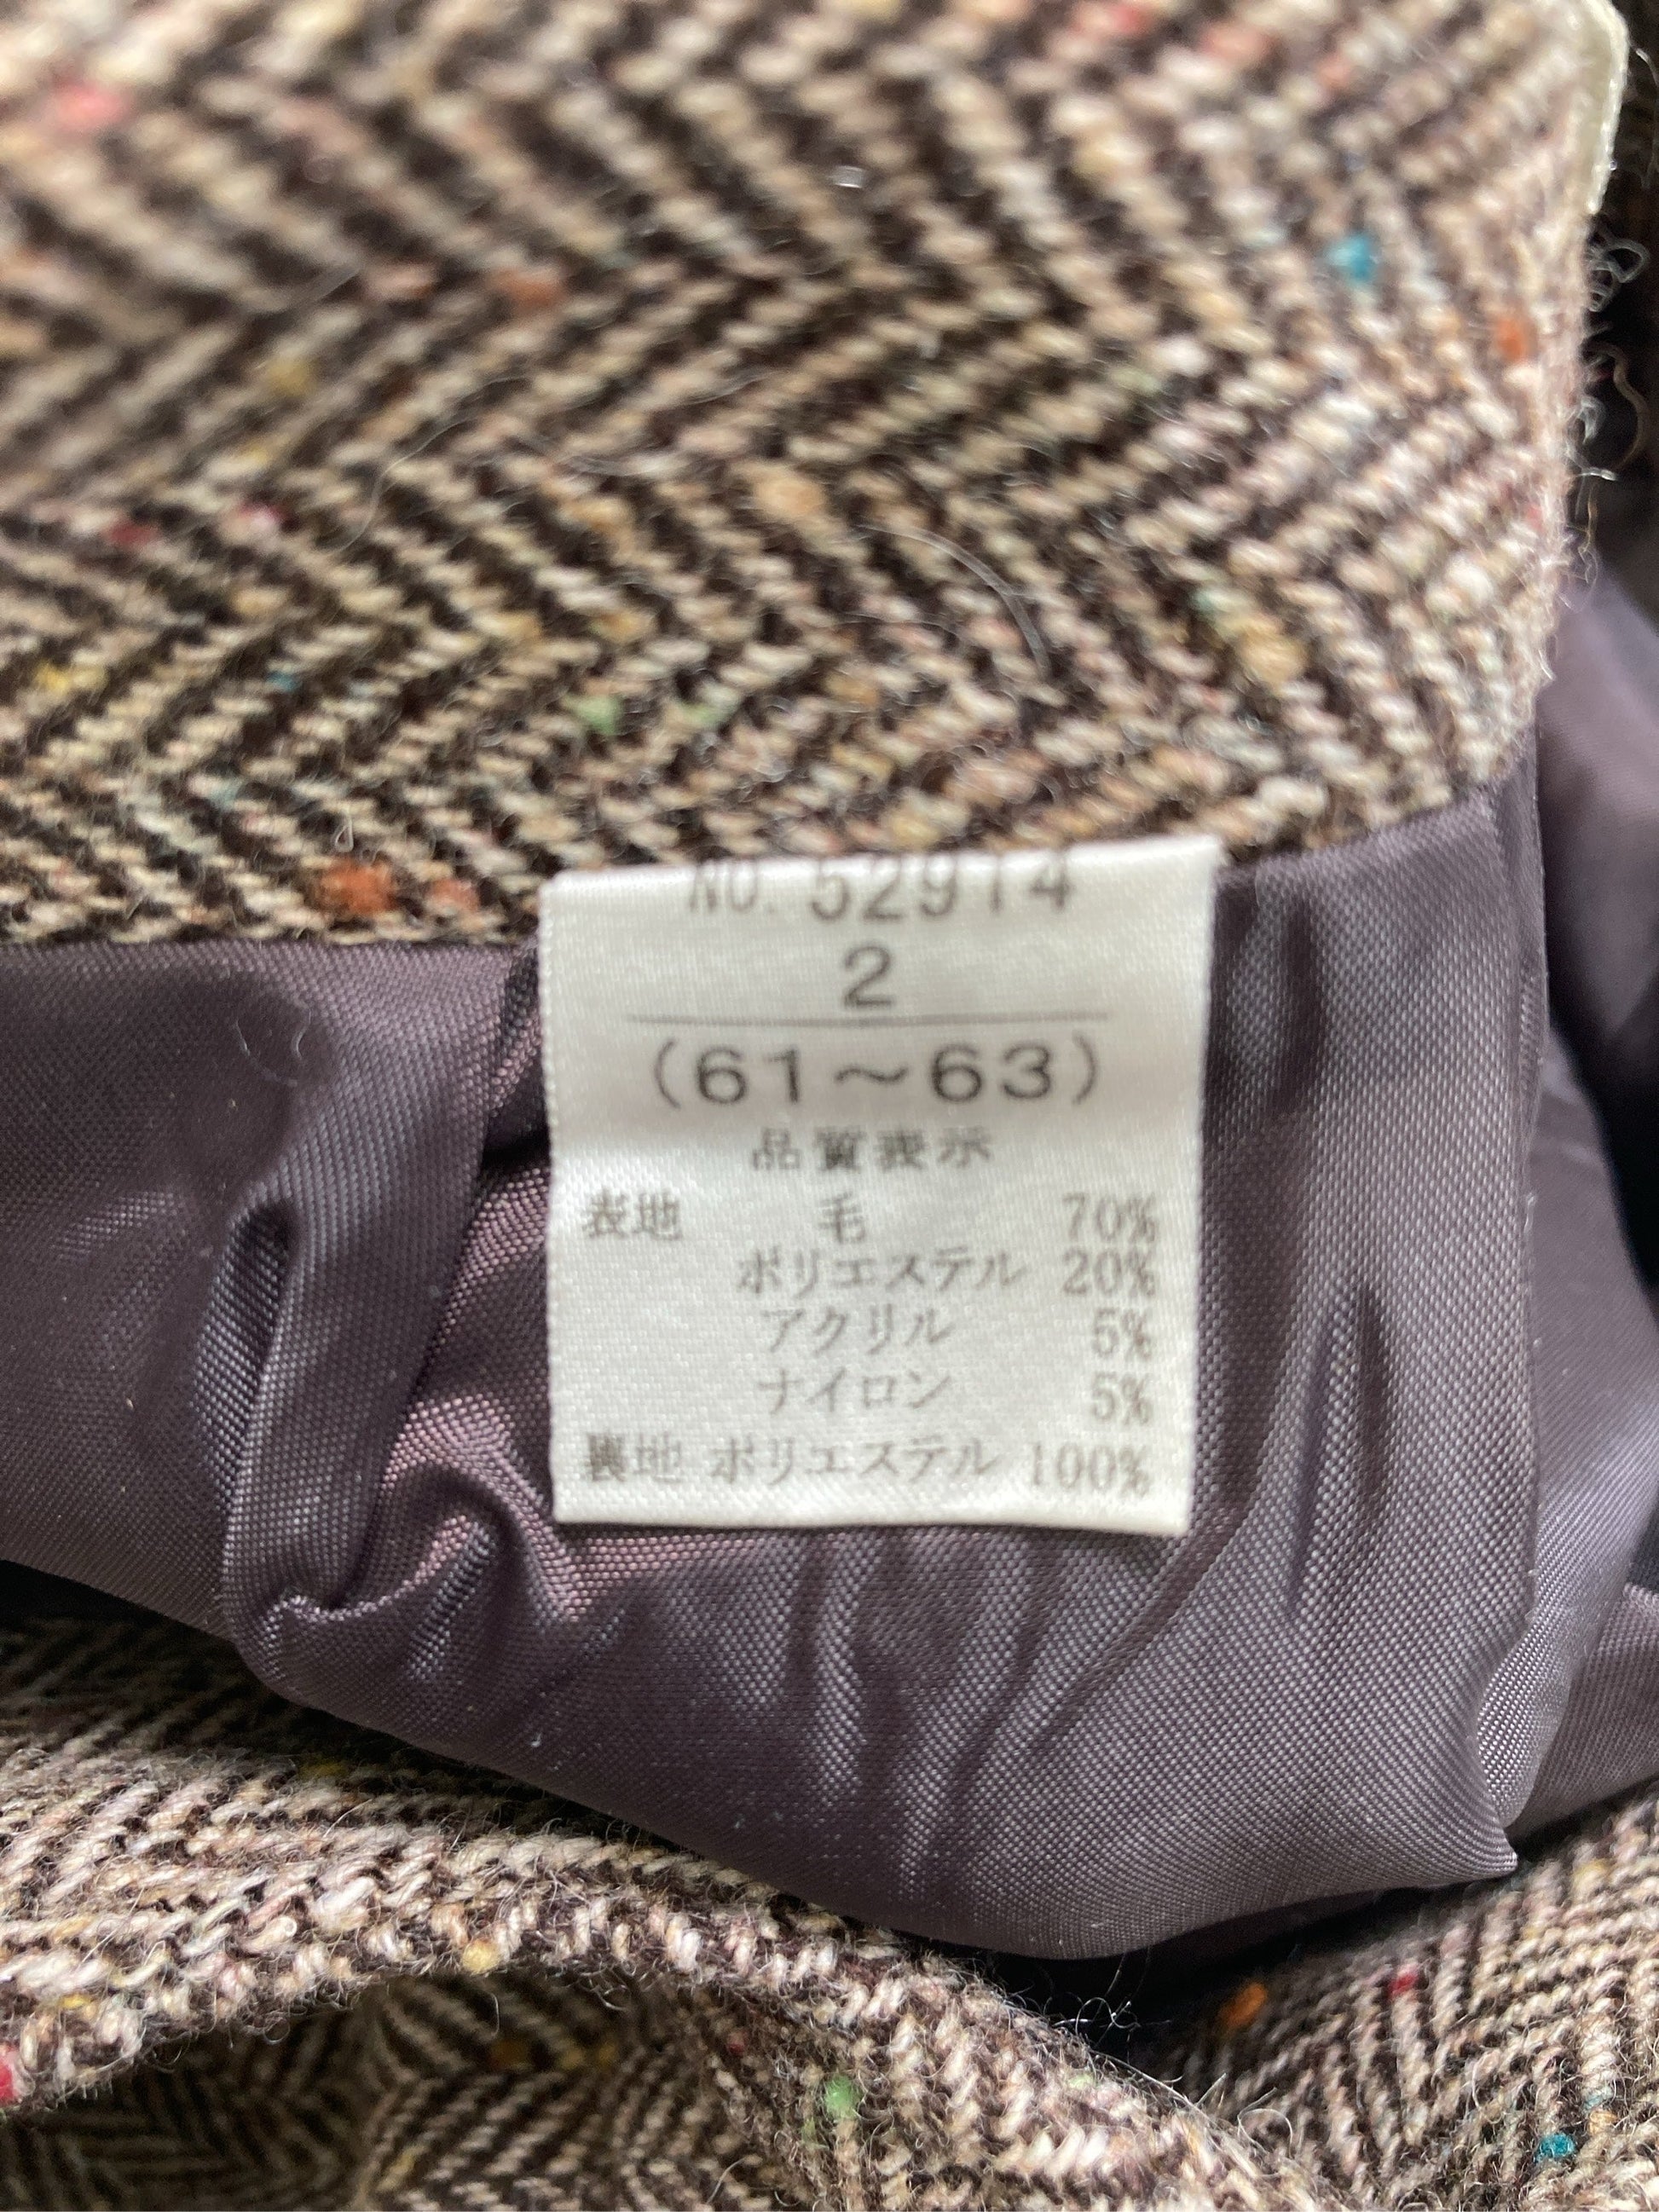 NO. 52914
2
(61~63)
品質表示
表地 毛 70%
ポリエステル 20%
アクリル 5%
ナイロン 5%
裏地 ポリエステル 100%